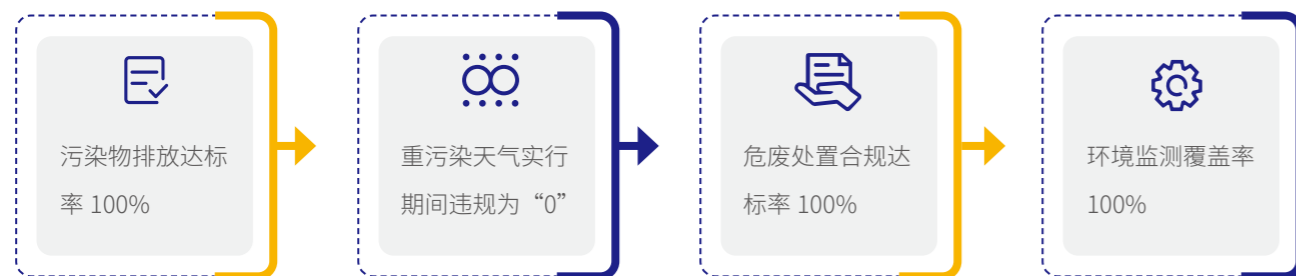 污染物排放达标
率 100%
重污染天气实行
期间违规为“0”
危废处置合规达
标率 100%
环境监测覆盖率
100%